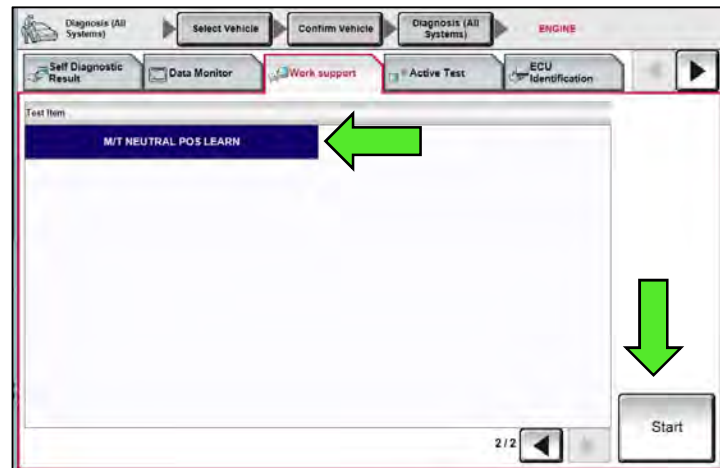 Diagnosis (All
Systems)
Select Vehicle
Confirm Vehicle
Diagnosis (All
Systems)
ENGINE
Self Diagnostic
Result
Data Monitor
Work support
Active Test
ECU
Identification
Test Item
M/T NEUTRAL POS LEARN
Start
2/2